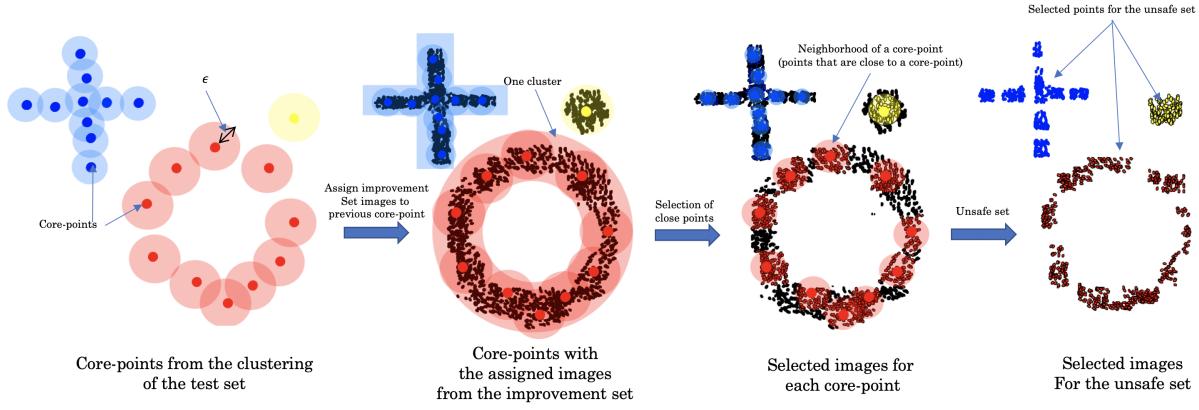 Selected points for the unsafe set
ϵ
One cluster
Neighborhood of a core-point
(points that are close to a core-point)
Core-points
Assign improvement
Set images to
previous core-point
Selection of
close points
Unsafe set
Core-points from the clustering
of the test set
Core-points with
the assigned images
from the improvement set
Selected images for
each core-point
Selected images
For the unsafe set